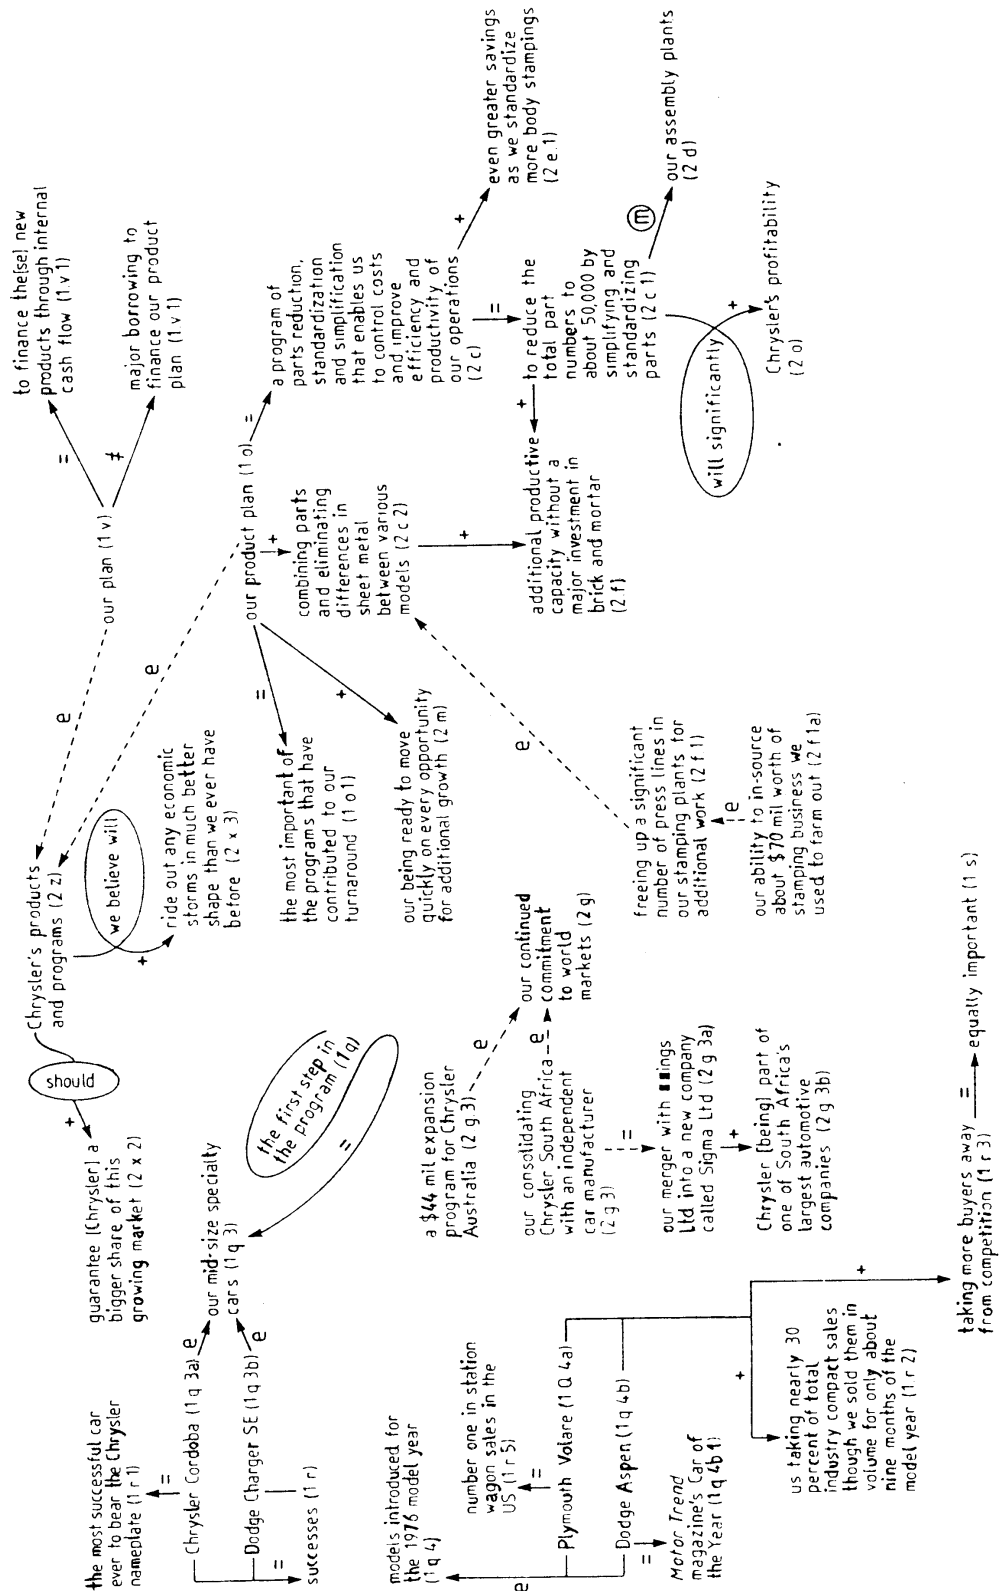 the most successful car
ever to bear the Chrysler
nameplate (1 r 1)
=
Chrysler Cordoba (1q 3a)
e
Dodge Charger SE (1q 3b)
e
=
successes (1 r)
our mid-size specialty
cars (1q 3)
=
the first step in
the program (1q)
guarantee [Chrysler] a
bigger share of this
growing market (2 x 2)
+
should
Chrysler's products
and programs (2 z)
we believe will
+
ride out any economic
storms in much better
shape than we ever have
before (2 x 3)
e
e
our plan (1 v)
=
to finance the[se] new
products through internal
cash flow (1.v 1)
≠
major borrowing to
finance our product
plan (1 v1)
our product plan (1 o)
=
the most important of
the programs that have
contributed to our
turnaround (1 o1)
+
our being ready to move
quickly on every opportunity
for additional growth (2 m)
+
combining parts
and eliminating
differences in
sheet metal
between various
models (2 c 2)
=
a program of
parts reduction,
standardization
and simplification
that enables us
to control costs
and improve
efficiency and
productivity of
our operations
(2 c)
+
even greater savings
as we standardize
more body stampings
(2 e.1)
=
to reduce the
total part
numbers to
about 50,000 by
simplifying and
standardizing
parts (2 c 1)
m
our assembly plants
(2 d)
will significantly
+
Chrysler's profitability
(2 o)
+
+
additional productive
capacity without a
major investment in
brick and mortar
(2.f)
e
freeing up a significant
number of press lines in
our stamping plants for
additional work (2 f 1)
e
our ability to in-source
about $70 mil worth of
stamping business we
used to farm out (2 f1a)
a $44 mil expansion
program for Chrysler
Australia (2 g.3)
e
our continued
commitment
to world
markets (2 g)
our consolidating
Chrysler South Africa
with an independent
car manufacturer
(2 g 3)
e
=
our merger with
Ltd into a new company
called Sigma Ltd (2 g 3a)
+
Chrysler [being] part of
one of South Africa's
largest automotive
companies (2 g 3b)
models introduced for
the 1976 model year
(1 q 4)
e
number one in station
wagon sales in the
US (1 r 5)
=
Plymouth Volare (1Q 4a)
Dodge Aspen (1q 4b)
=
Motor Trend
magazine's Car of
the Year (1q 4b1)
+
us taking nearly 30
percent of total
industry compact sales
though we sold them in
volume for only about
nine months of the
model year (1 r 2)
+
taking more buyers away
from competition (1 r 3)
=
equally important (1 s)